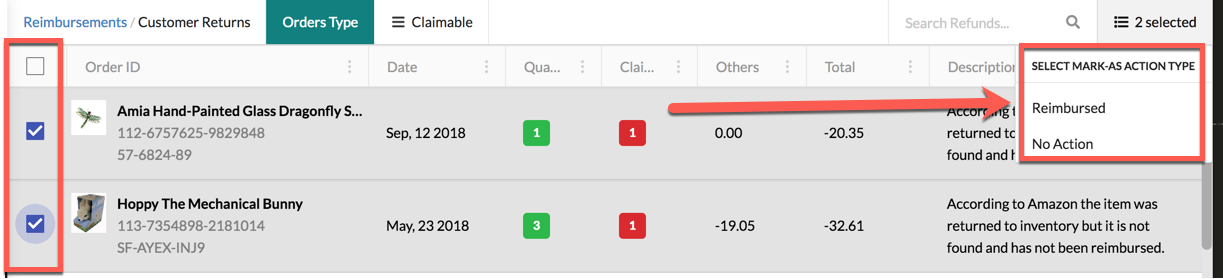 Reimbursements / Customer Returns
Orders Type
Claimable
Search Refunds...
2 selected
Order ID
Date
Qua...
Clai...
Others
Total
Description
SELECT MARK-AS ACTION TYPE
Reimbursed
No Action
Amia Hand-Painted Glass Dragonfly S...
112-6757625-9829848
57-6824-89
Sep, 12 2018
1
1
0.00
-20.35
According t
returned to
found and h
Hoppy The Mechanical Bunny
113-7354898-2181014
SF-AYEX-INJ9
May, 23 2018
3
1
-19.05
-32.61
According to Amazon the item was
returned to inventory but it is not
found and has not been reimbursed.